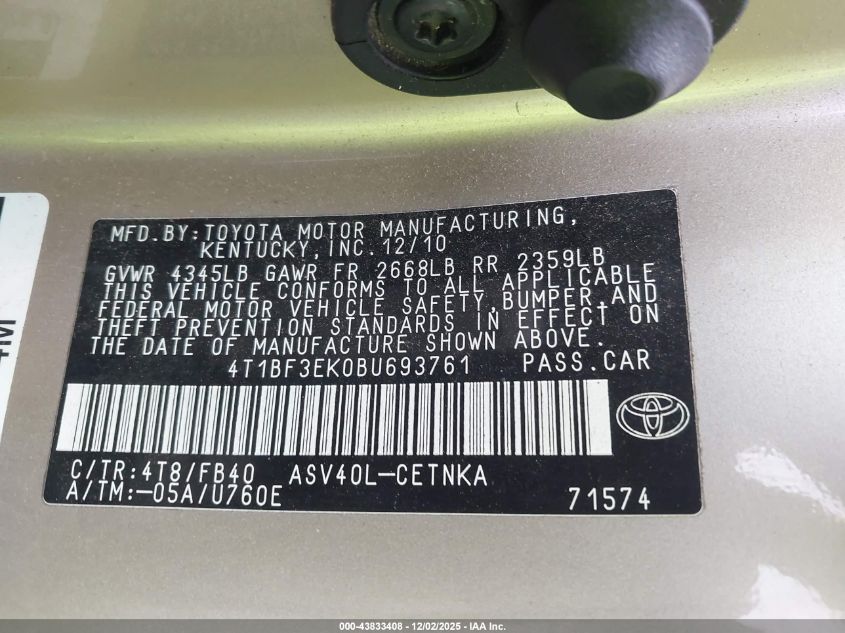 MFD.BY:TOYOTA MOTOR MANUFACTURING,
KENTUCKY,INC.12/10
GVWR 4345LB GAWR FR 2668LB RR 2359LB
THIS VEHICLE CONFORMS TO ALL APPLICABLE
FEDERAL MOTOR VEHICLE SAFETY,BUMPER,AND
THEFT PREVENTION STANDARDS IN EFFECT ON
THE DATE OF MANUFACTURE SHOWN ABOVE.
4T1BF3EK0BU693761 PASS.CAR
C/TR:4T8/FB40 ASV40L-CETNKA
A/TM:-05A/U760E 71574
000-43833408 - 12/02/2025 - IAA Inc.